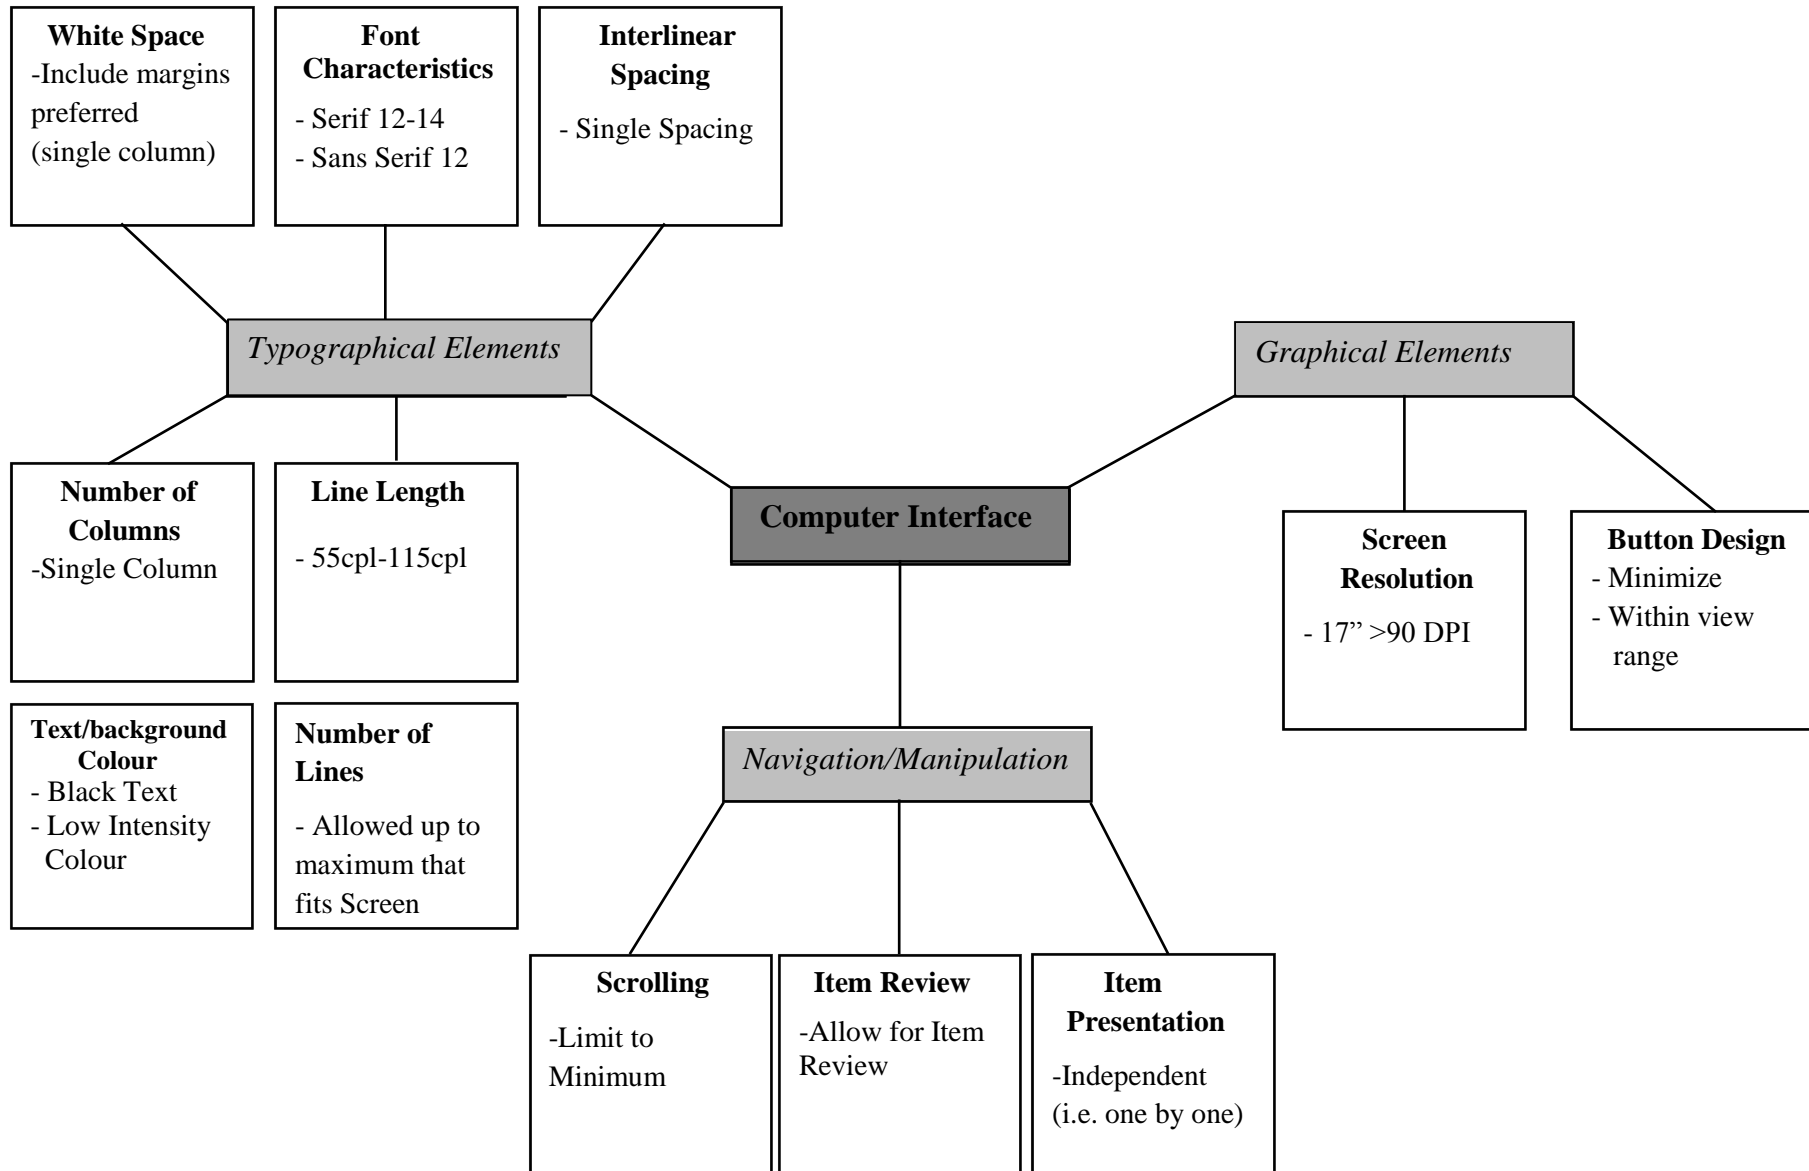 White Space
-Include margins
preferred
(single column)
Font
Characteristics
- Serif 12-14
- Sans Serif 12
Interlinear
Spacing
- Single Spacing
Typographical Elements
Graphical Elements
Number of
Columns
-Single Column
Line Length
- 55cpl-115cpl
Computer Interface
Screen
Resolution
- 17” >90 DPI
Button Design
- Minimize
- Within view
range
Text/background
Colour
- Black Text
- Low Intensity
Colour
Number of
Lines
- Allowed up to
maximum that
fits Screen
Navigation/Manipulation
Scrolling
-Limit to
Minimum
Item Review
-Allow for Item
Review
Item
Presentation
-Independent
(i.e. one by one)